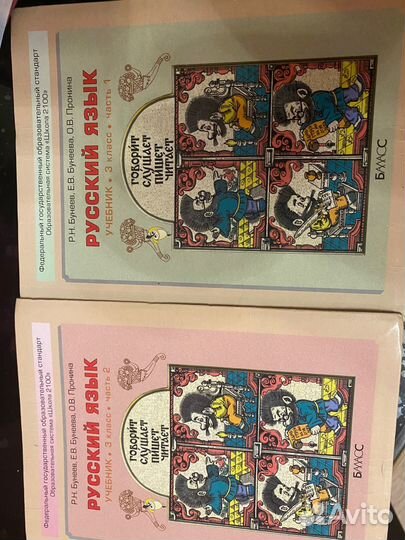 Федеральный государственный образовательный стандарт
Образовательная система «Школа 2100»
Р.Н. Бунеев, Е.В. Бунеева, О.В. Пронина
РУССКИЙ ЯЗЫК
УЧЕБНИК • 3 класс • часть 1
ГОВОРИТ
СЛУШАЕТ
ПИШЕТ
ЧИТАЕТ
БАЛАСС
Федеральный государственный образовательный стандарт
Образовательная система «Школа 2100»
Р.Н. Бунеев, Е.В. Бунеева, О.В. Пронина
РУССКИЙ ЯЗЫК
УЧЕБНИК • 3 класс • часть 2
ГОВОРИТ
СЛУШАЕТ
ПИШЕТ
ЧИТАЕТ
БАЛАСС
Avito